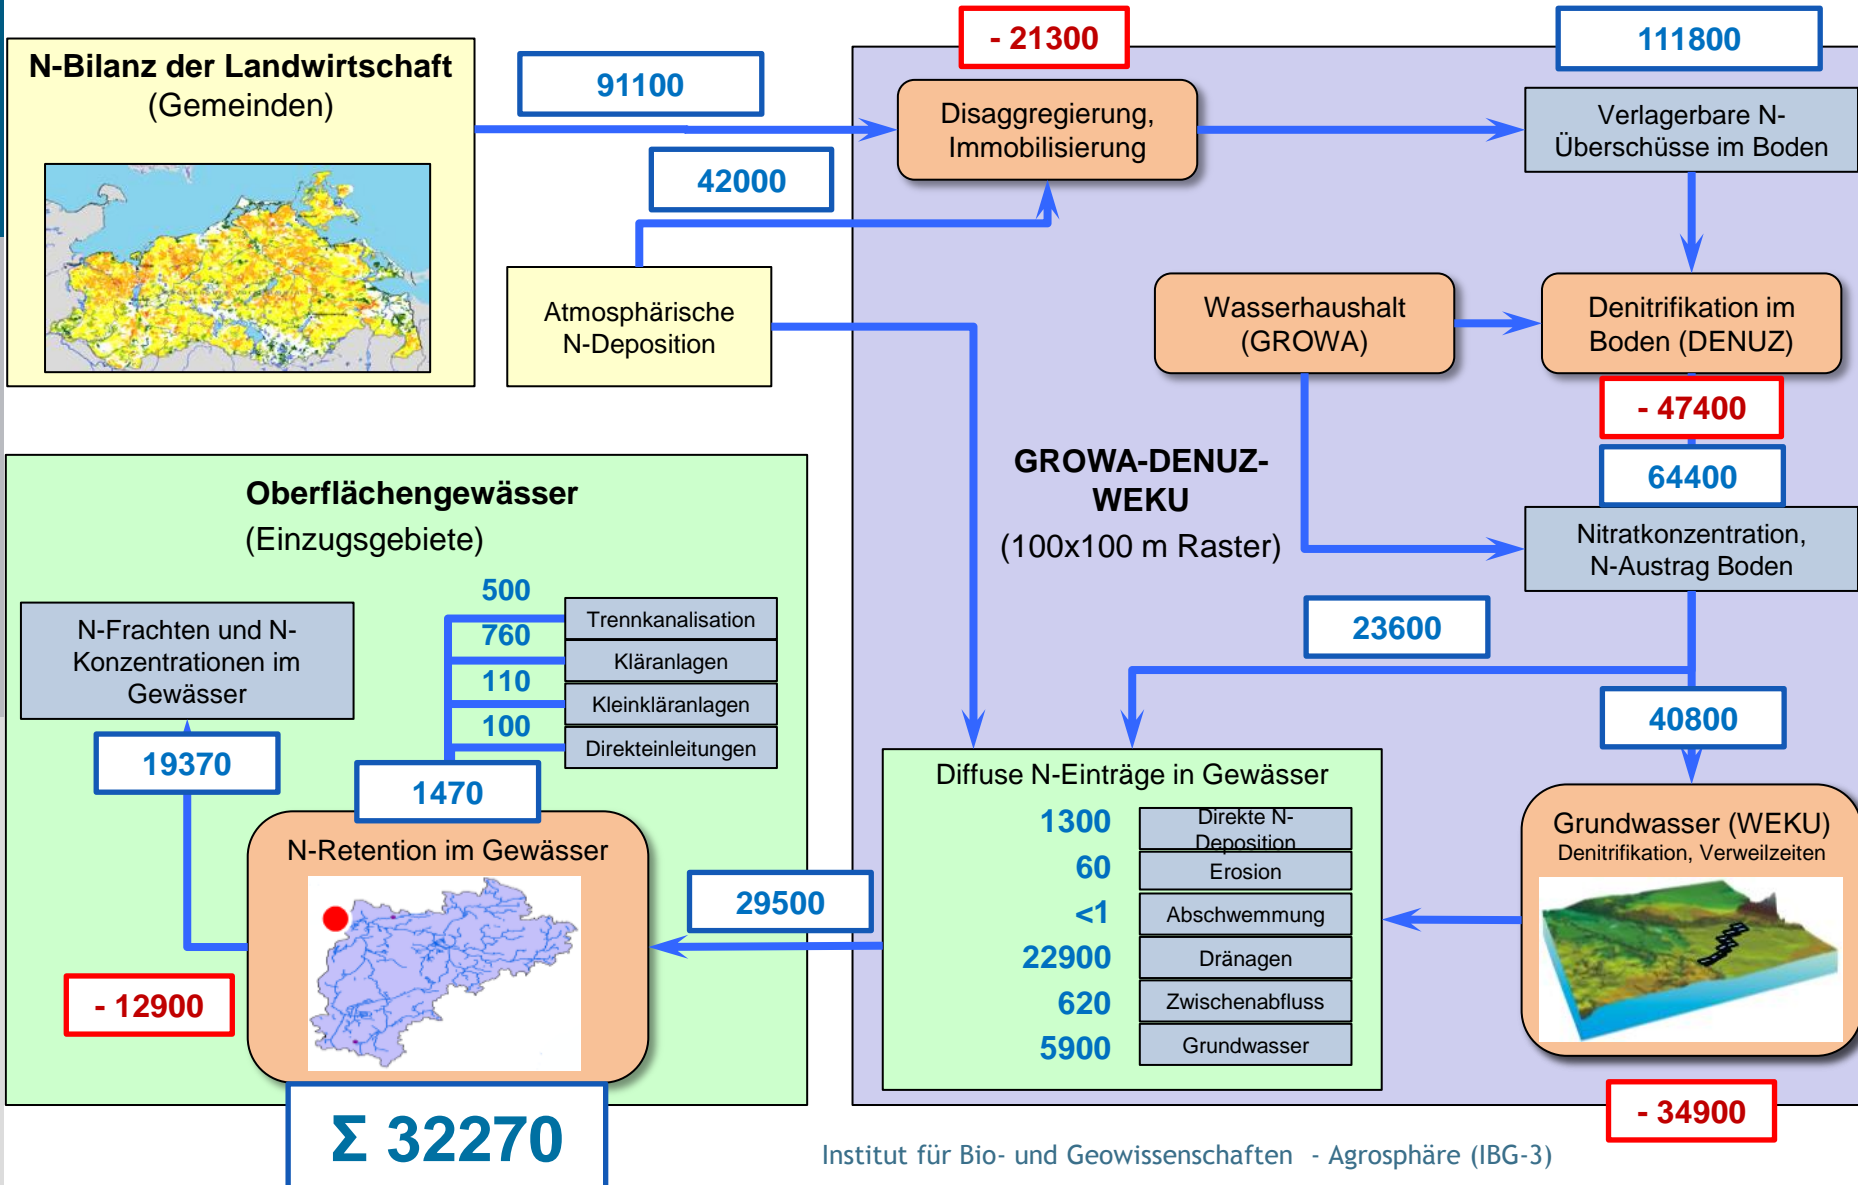 N-Bilanz der Landwirtschaft
(Gemeinden)
91100
42000
- 21300
111800
Disaggregierung,
Immobilisierung
Verlagerbare N-
Überschüsse im Boden
Atmosphärische
N-Deposition
Wasserhaushalt
(GROWA)
Denitrifikation im
Boden (DENUZ)
- 47400
64400
GROWA-DENUZ-
WEKU
(100x100 m Raster)
Nitratkonzentration,
N-Austrag Boden
23600
40800
Oberflächengewässer
(Einzugsgebiete)
N-Frachten und N-
Konzentrationen im
Gewässer
500
Trennkanalisation
760
Kläranlagen
110
Kleinkläranlagen
100
Direkteinleitungen
19370
1470
N-Retention im Gewässer
- 12900
Σ 32270
29500
Diffuse N-Einträge in Gewässer
1300
Direkte N-
Deposition
60
Erosion
<1
Abschwemmung
22900
Dränagen
620
Zwischenabfluss
5900
Grundwasser
Grundwasser (WEKU)
Denitrifikation, Verweilzeiten
- 34900
Institut für Bio- und Geowissenschaften - Agrosphäre (IBG-3)